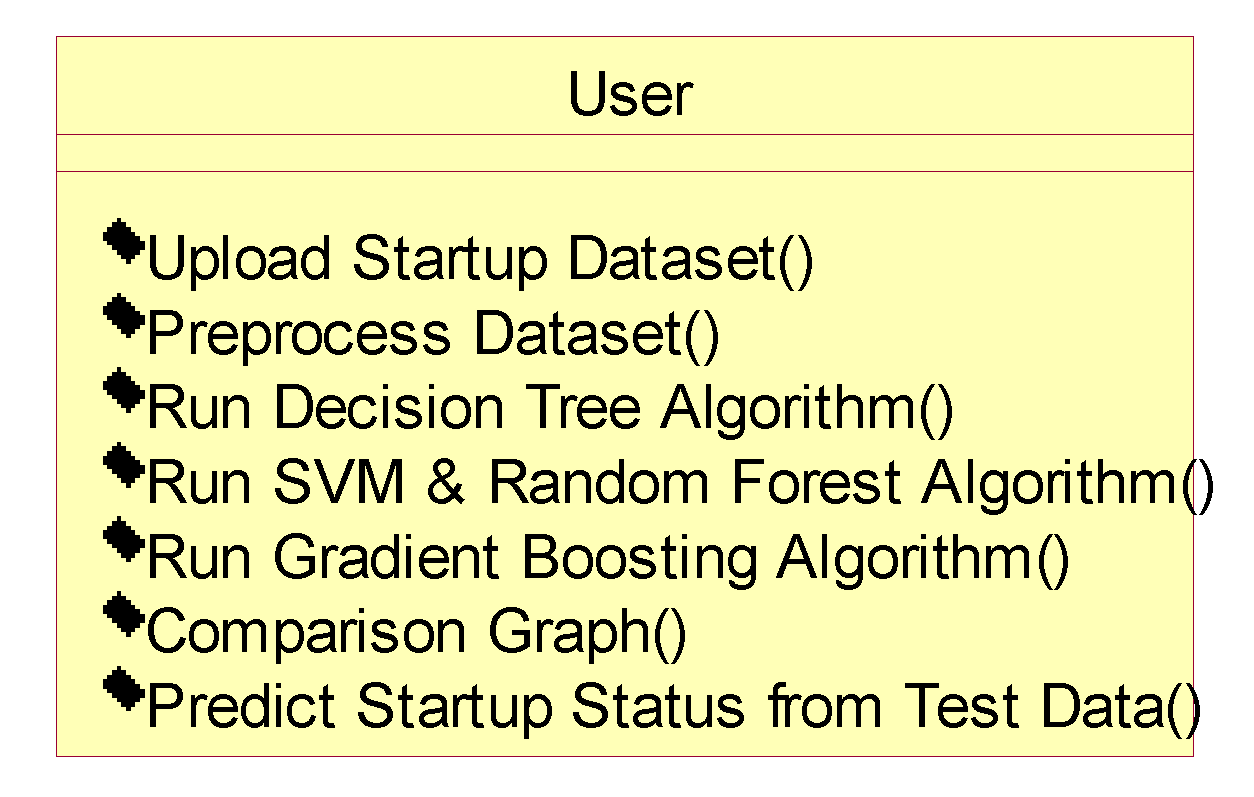 User
Upload Startup Dataset()
Preprocess Dataset()
Run Decision Tree Algorithm()
Run SVM & Random Forest Algorithm()
Run Gradient Boosting Algorithm()
Comparison Graph()
Predict Startup Status from Test Data()